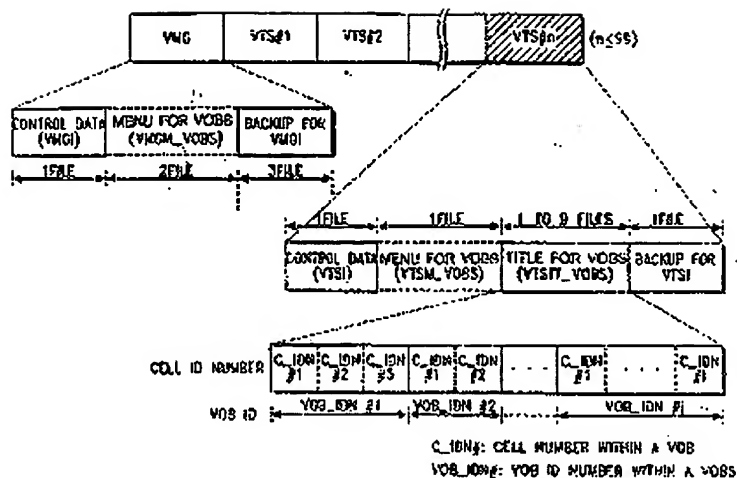 VMG VTS#1 VTS#2 VTS#n (n≤99)
CONTROL DATA (VMGI) MENU FOR VOBS (VMGM_VOBS) BACKUP FOR VMGI
1FILE 2FILE 3FILE
1FILE 1FILE 1 TO 9 FILES 1FILE
CONTROL DATA (VTSI) MENU FOR VOBS (VTSM_VOBS) TITLE FOR VOBS (VTSTT_VOBS) BACKUP FOR VTSI
CELL ID NUMBER C_IDN #1 C_IDN #2 C_IDN #3 C_IDN #1 C_IDN #2 ... C_IDN #1 ... C_IDN
VOB ID VOB_IDN #1 VOB_IDN #2 VOB_IDN #i
C_IDN#: CELL NUMBER WITHIN A VOB
VOB_IDN#: VOB ID NUMBER WITHIN A VOBS